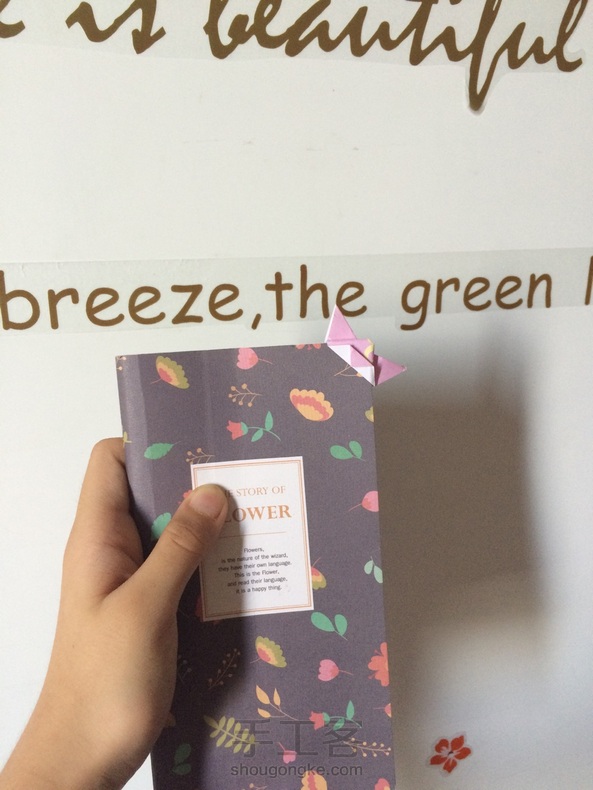 is beautiful
breeze,the green
STORY OF
Flowers,
is the nature of the wizard,
they have their own language.
This is the Flower,
and read their language,
it is a happy thing.
手工客
shougongke.com